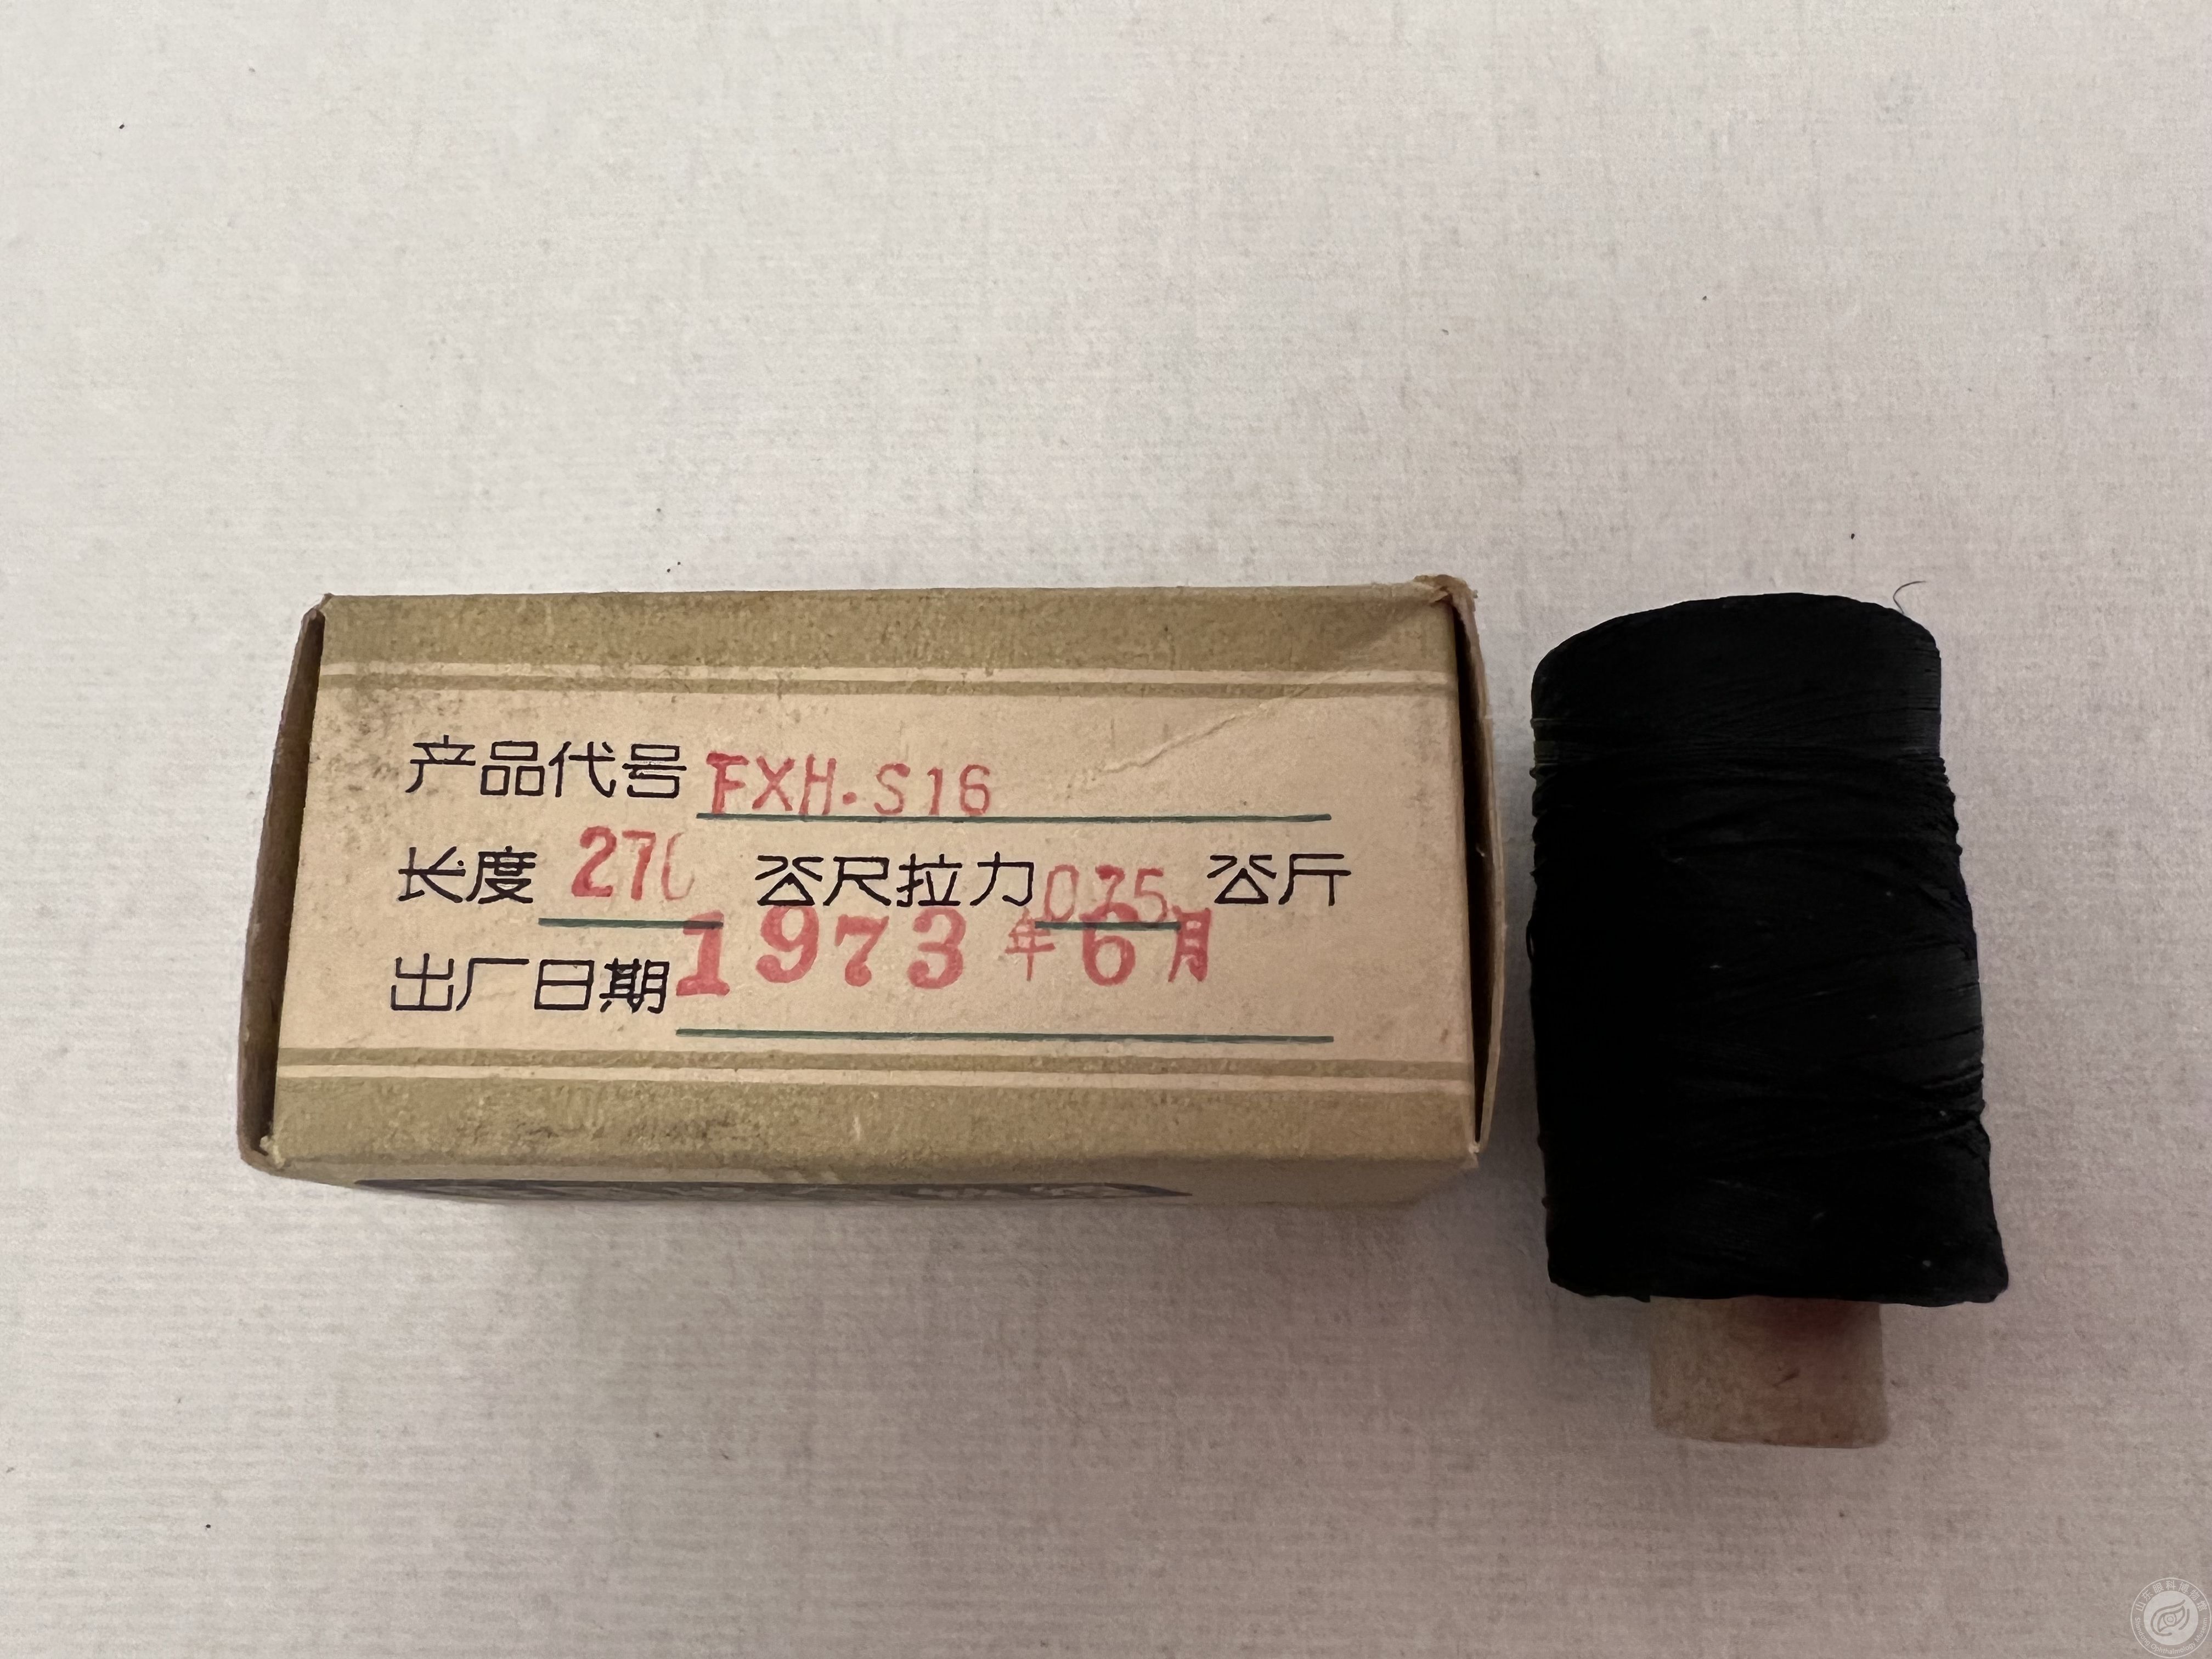 产品代号 FXH·S16
长度 270 公尺拉力 0.75 公斤
出厂日期 1973年6月